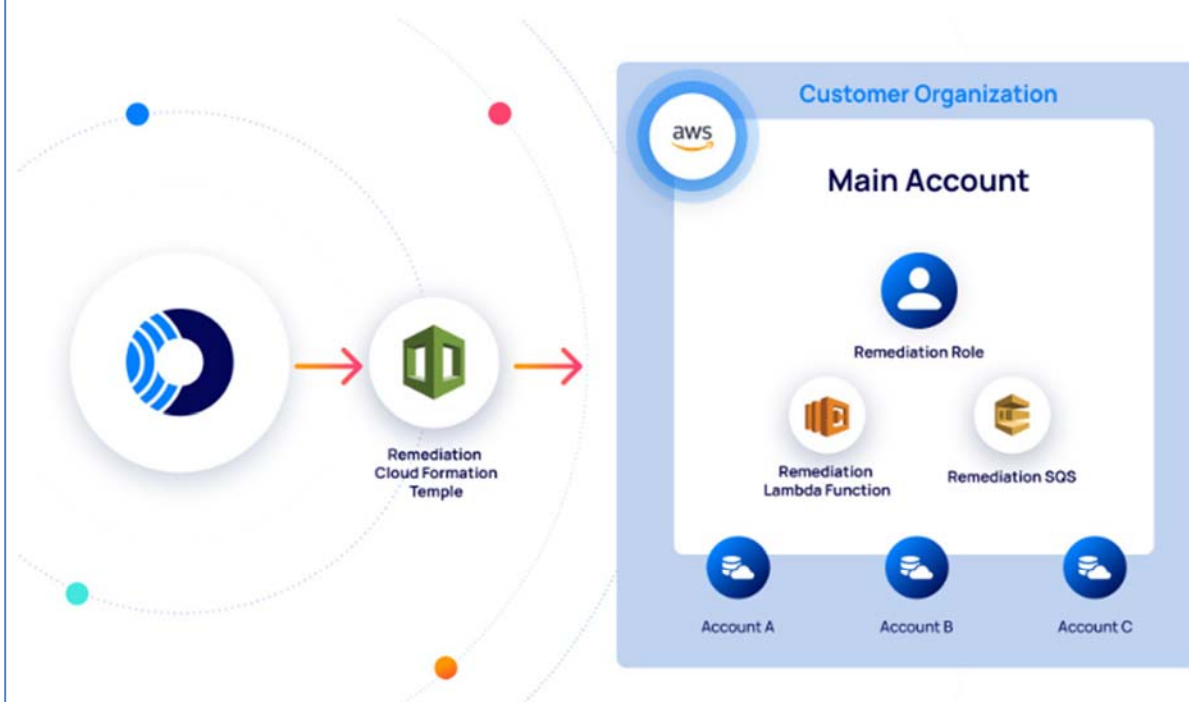 Customer Organization
aws
Main Account
Remediation Role
Remediation
Cloud Formation
Temple
Remediation
Lambda Function
Remediation SQS
Account A
Account B
Account C